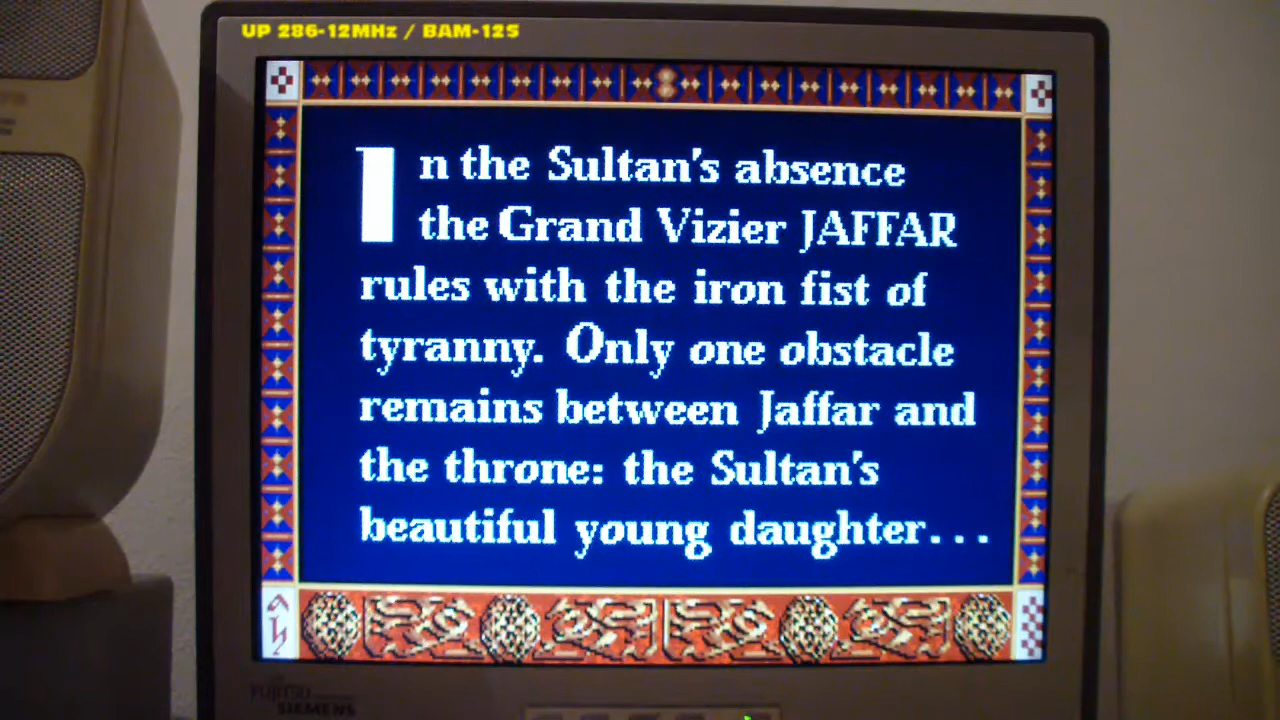 UP 286-12MHz / BAM-12S
In the Sultan's absence
the Grand Vizier JAFFAR
rules with the iron fist of
tyranny. Only one obstacle
remains between Jaffar and
the throne: the Sultan's
beautiful young daughter...
FUJITSU
SIEMENS